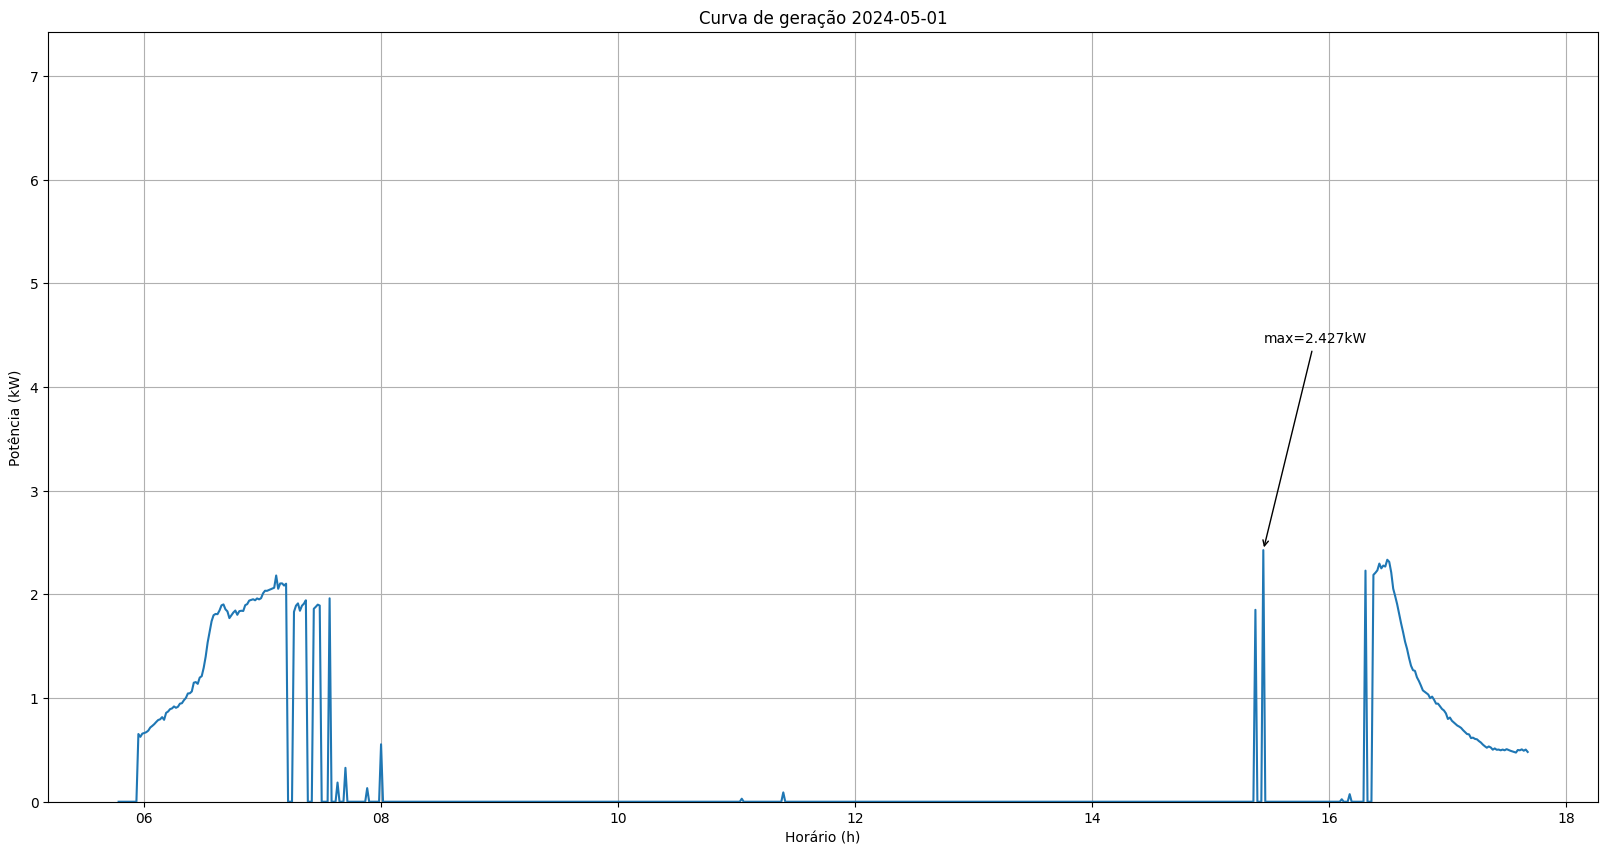 Curva de geração 2024-05-01
Potência (kW)
7
6
5
4
3
2
1
0
max=2.427kW
06 08 10 12 14 16 18
Horário (h)